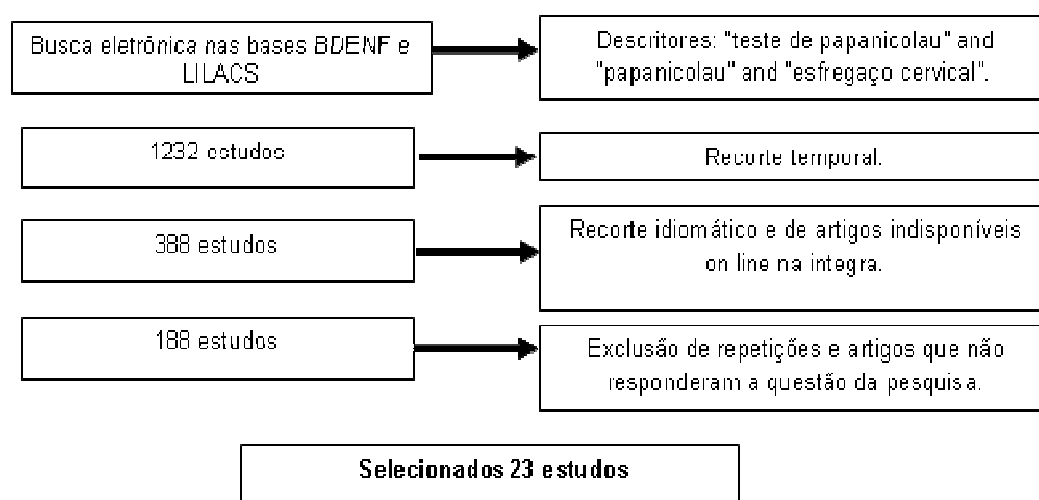 Busca eletrônica nas bases BDENF e
LILACS
Descritores: "teste de papanicolau" and
"papanicolau" and "esfregaço cervical".
1232 estudos
Recorte temporal.
388 estudos
Recorte idiomático e de artigos indisponíveis
on line na integra.
188 estudos
Exclusão de repetições e artigos que não
responderam a questão da pesquisa.
Selecionados 23 estudos